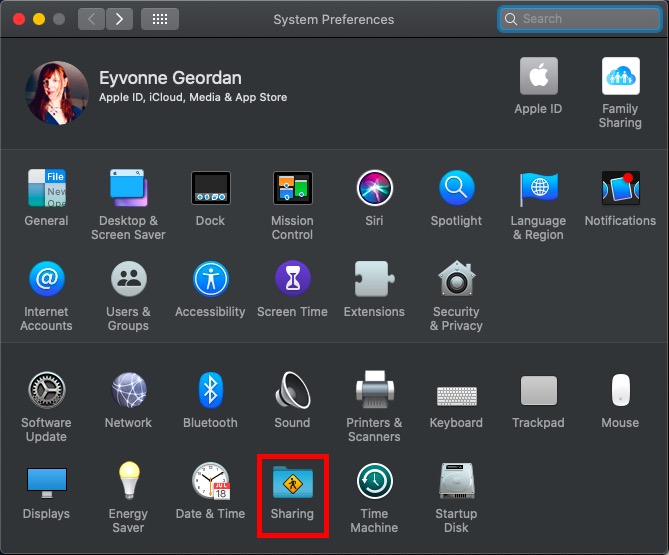 System Preferences
Search
Eyvonne Geordan
Apple ID, iCloud, Media & App Store
Apple ID
Family
Sharing
File
New
Ope
General
Desktop &
Screen Saver
Dock
Mission
Control
Siri
Spotlight
Language
& Region
Notifications
@
Internet
Accounts
Users &
Groups
Accessibility
Screen Time
Extensions
Security
& Privacy
Software
Update
Network
Bluetooth
Sound
Printers &
Scanners
Keyboard
Trackpad
Mouse
Displays
Energy
Saver
JUL
18
Date & Time
Sharing
Time
Machine
Startup
Disk